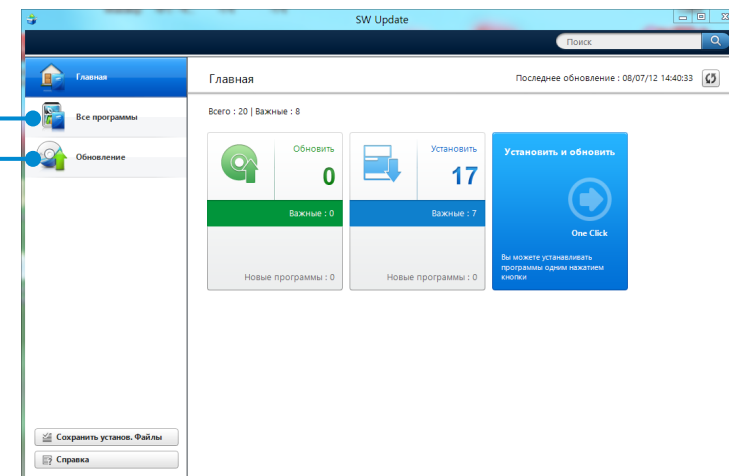 SW Update
Поиск
Главная
Все программы
Обновление
Сохранить установ. Файлы
Справка
Главная
Последнее обновление : 08/07/12 14:40:33
Всего : 20 | Важные : 8
Обновить
0
Важные : 0
Новые программы : 0
Установить
17
Важные : 7
Новые программы : 0
Установить и обновить
One Click
Вы можете устанавливать
программы одним нажатием
кнопки